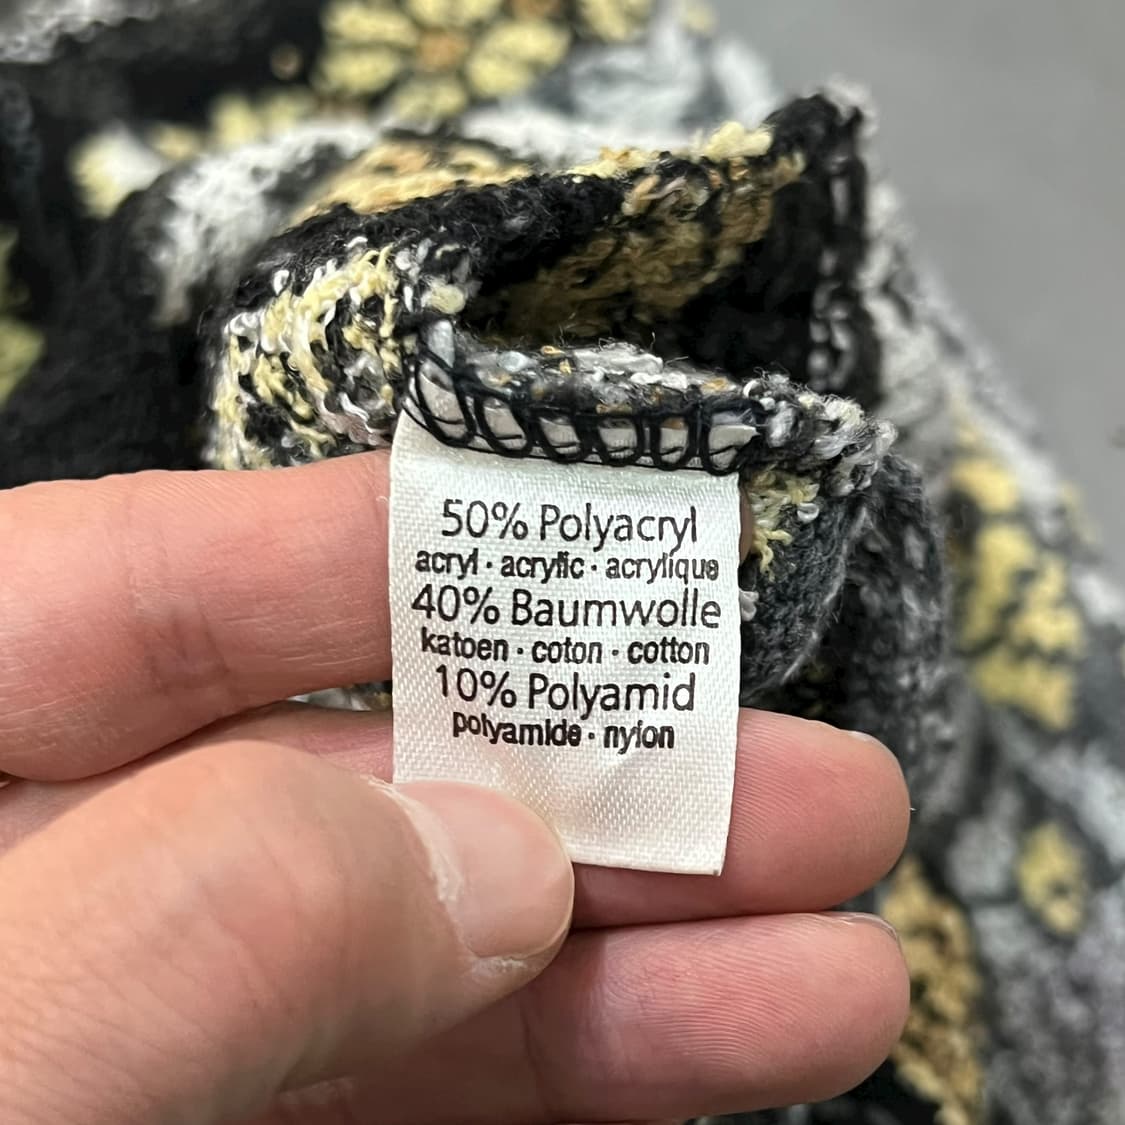 50% Polyacryl
acryl · acrylic · acrylique
40% Baumwolle
katoen · coton · cotton
10% Polyamid
polyamide · nylon